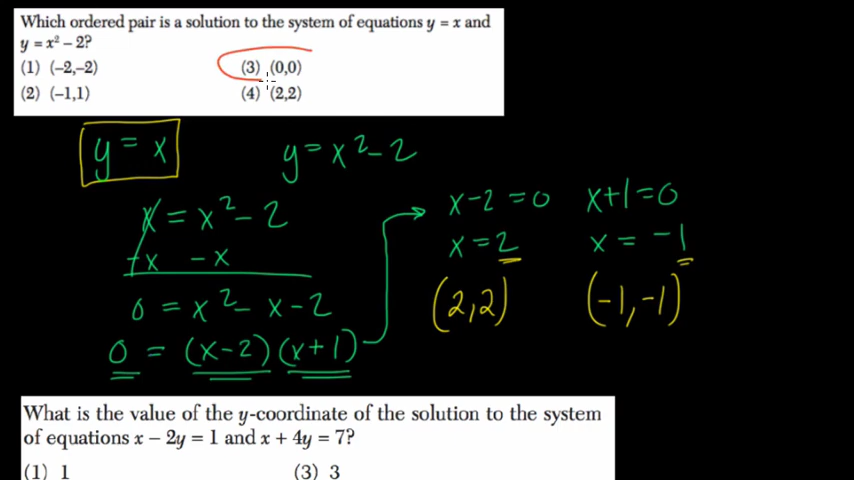 Which ordered pair is a solution to the system of equations y = x and
y = x² – 2?
(1) (–2,–2) (3) (0,0)
(2) (–1,1) (4) (2,2)
y = x y = x² - 2
x = x² - 2
-x -x
0 = x² - x - 2
0 = (x-2)(x+1)
x-2=0 x+1=0
x = 2 x = -1
(2,2) (-1,-1)
What is the value of the y-coordinate of the solution to the system
of equations x – 2y = 1 and x + 4y = 7?
(1) 1 (3) 3